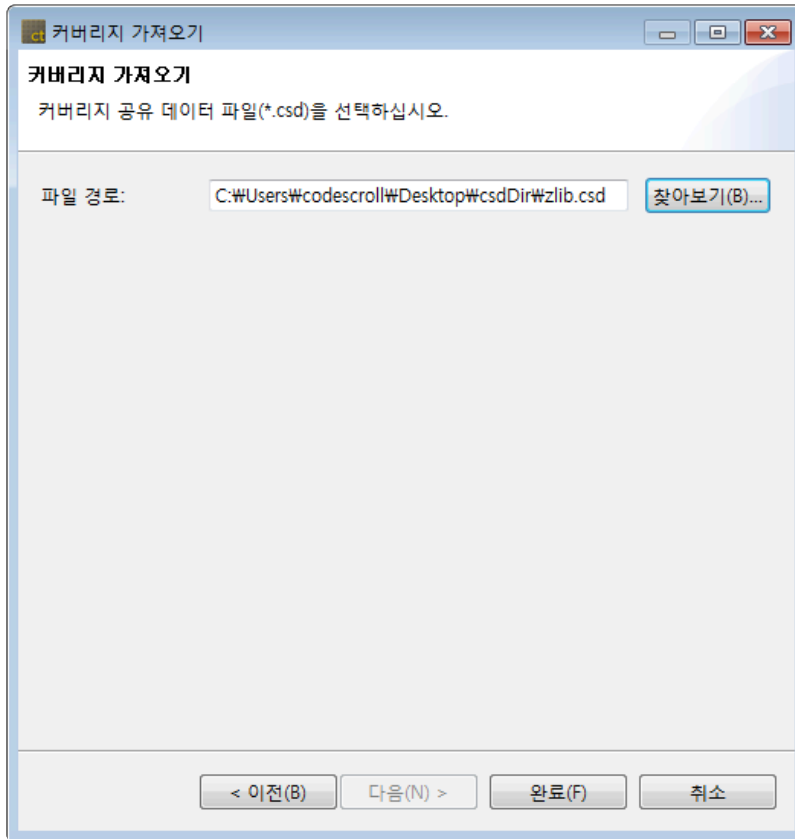 ct 커버리지 가져오기
커버리지 가져오기
커버리지 공유 데이터 파일(*.csd)을 선택하십시오.
파일 경로: C:₩Users₩codescroll₩Desktop₩csdDir₩zlib.csd 찾아보기(B)...
< 이전(B) 다음(N) > 완료(F) 취소